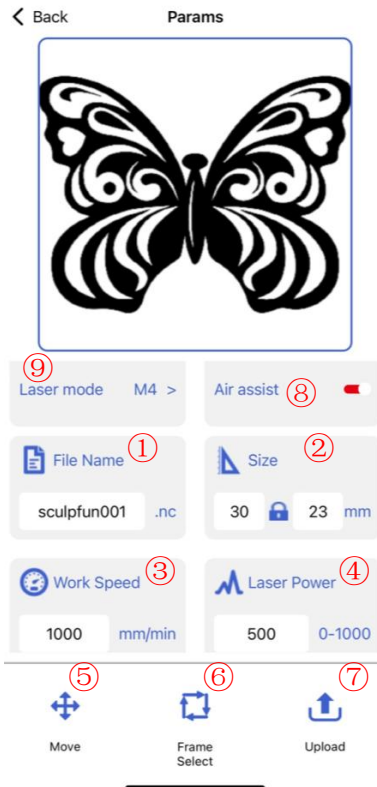 Back Params
⑨
Laser mode M4 >
Air assist ⑧
File Name ①
sculpfun001 .nc
Size ②
30 23 mm
Work Speed ③
1000 mm/min
Laser Power ④
500 0-1000
⑤
Move
⑥
Frame
Select
⑦
Upload